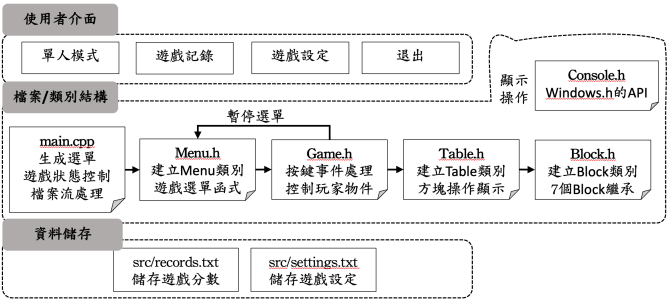 使用者介面
單人模式
遊戲記錄
遊戲設定
退出
顯示
操作
Console.h
Windows.h的API
檔案/類別結構
暫停選單
main.cpp
生成選單
遊戲狀態控制
檔案流處理
Menu.h
建立Menu類別
遊戲選單函式
Game.h
按鍵事件處理
控制玩家物件
Table.h
建立Table類別
方塊操作顯示
Block.h
建立Block類別
7個Block繼承
資料儲存
src/records.txt
儲存遊戲分數
src/settings.txt
儲存遊戲設定